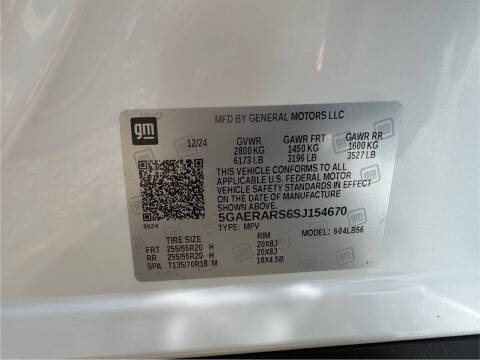 MFD BY GENERAL MOTORS LLC
gm
12/24 GVWR GAWR FRT GAWR RR
2800 KG 1450 KG 1600 KG
6173 LB 3196 LB 3527 LB
THIS VEHICLE CONFORMS TO ALL
APPLICABLE U.S. FEDERAL MOTOR
VEHICLE SAFETY STANDARDS IN EFFECT
ON THE DATE OF MANUFACTURE SHOWN ABOVE.
5GAERARS6SJ154670
8624
TYPE: MPV MODEL: 604LB56
TIRE SIZE RIM
FRT 255/55R20 H 20X8J
RR 255/55R20 H 20X8J
SPA T135/70R18 M 18X4.5B